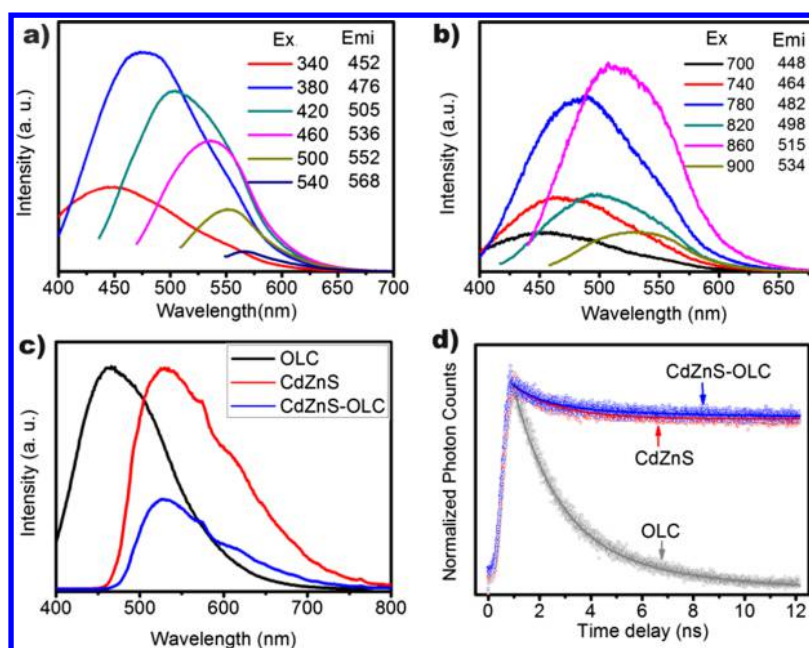 a)
Ex. Emi
340 452
380 476
420 505
460 536
500 552
540 568
Intensity (a. u.)
400 450 500 550 600 650 700
Wavelength(nm)
b)
Ex Emi
700 448
740 464
780 482
820 498
860 515
900 534
Intensity (a.u.)
400 450 500 550 600 650
Wavelength (nm)
c)
OLC
CdZnS
CdZnS-OLC
Intensity (a. u.)
400 500 600 700 800
Wavelength (nm)
d)
CdZnS-OLC
CdZnS
OLC
Normalized Photon Counts
0 2 4 6 8 10 12
Time delay (ns)